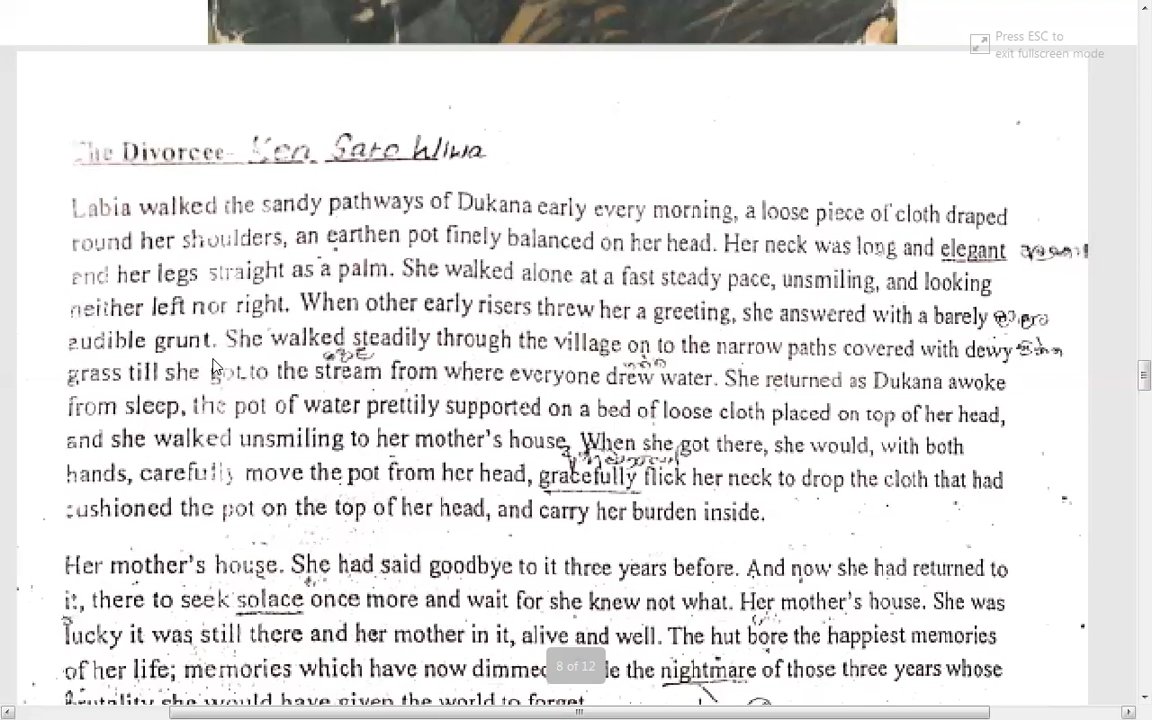 Press ESC to
exit fullscreen mode
The Divorcee- Ken Saro Wiwa
Labia walked the sandy pathways of Dukana early every morning, a loose piece of cloth draped
round her shoulders, an earthen pot finely balanced on her head. Her neck was long and elegant
and her legs straight as a palm. She walked alone at a fast steady pace, unsmiling, and looking
neither left nor right. When other early risers threw her a greeting, she answered with a barely
audible grunt. She walked steadily through the village on to the narrow paths covered with dewy
grass till she got to the stream from where everyone drew water. She returned as Dukana awoke
from sleep, the pot of water prettily supported on a bed of loose cloth placed on top of her head,
and she walked unsmiling to her mother's house. When she got there, she would, with both
hands, carefully move the pot from her head, gracefully flick her neck to drop the cloth that had
cushioned the pot on the top of her head, and carry her burden inside.
Her mother's house. She had said goodbye to it three years before. And now she had returned to
it, there to seek solace once more and wait for she knew not what. Her mother's house. She was
lucky it was still there and her mother in it, alive and well. The hut bore the happiest memories
of her life; memories which have now dimmed the nightmare of those three years whose
8 of 12
brutality she would have given the world to forget